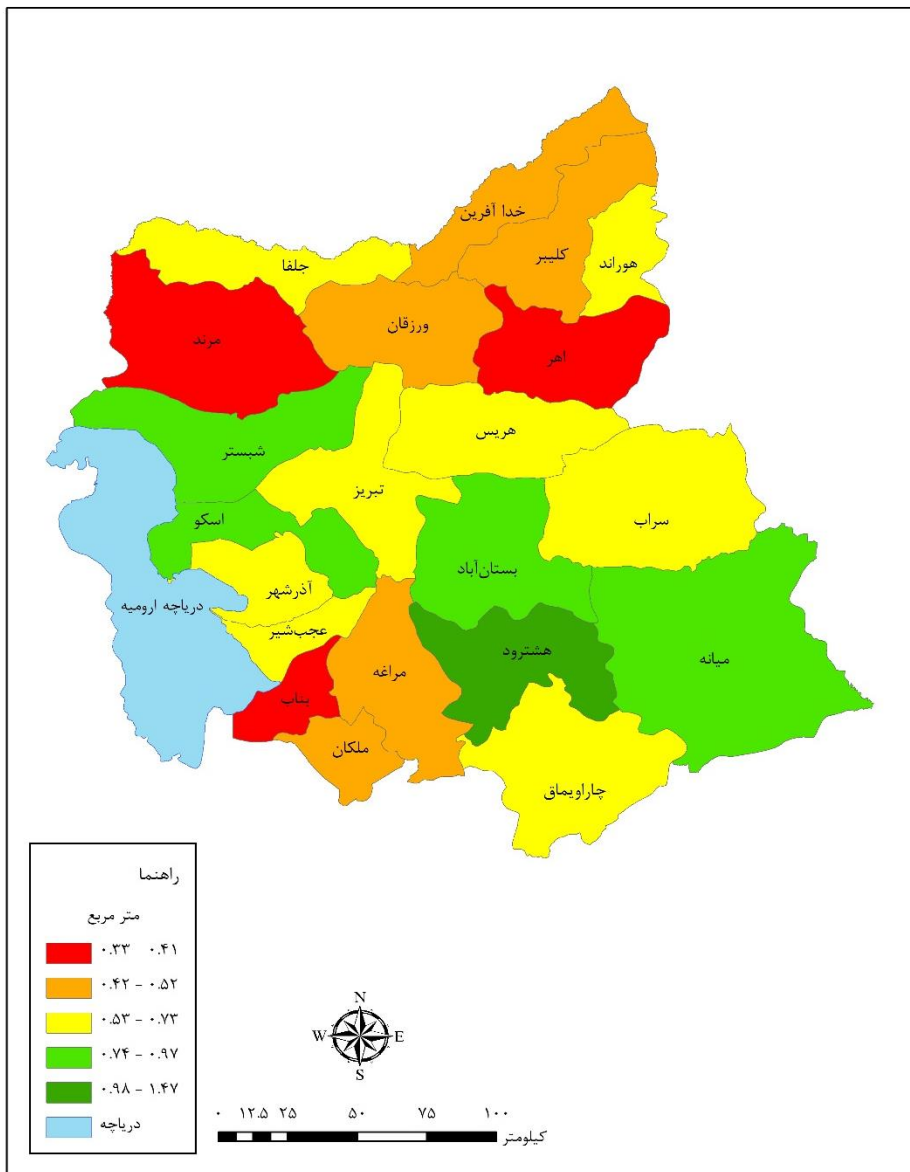 خدا آفرین
کلیبر
هوراند
جلفا
ورزقان
مرند
اهر
هریس
شبستر
تبریز
سراب
اسکو
بستان‌آباد
آذرشهر
دریاچه ارومیه
عجب‌شیر
هشترود
میانه
مراغه
بناب
ملکان
چاراویماق
راهنما
متر مربع
۰.۳۳ ۰.۴۱
۰.۴۲ - ۰.۵۲
۰.۵۳ - ۰.۷۳
۰.۷۴ - ۰.۹۷
۰.۹۸ - ۱.۴۷
دریاچه
N
W E
S
۰ ۱۲.۵ ۲۵ ۵۰ ۷۵ ۱۰۰
کیلومتر